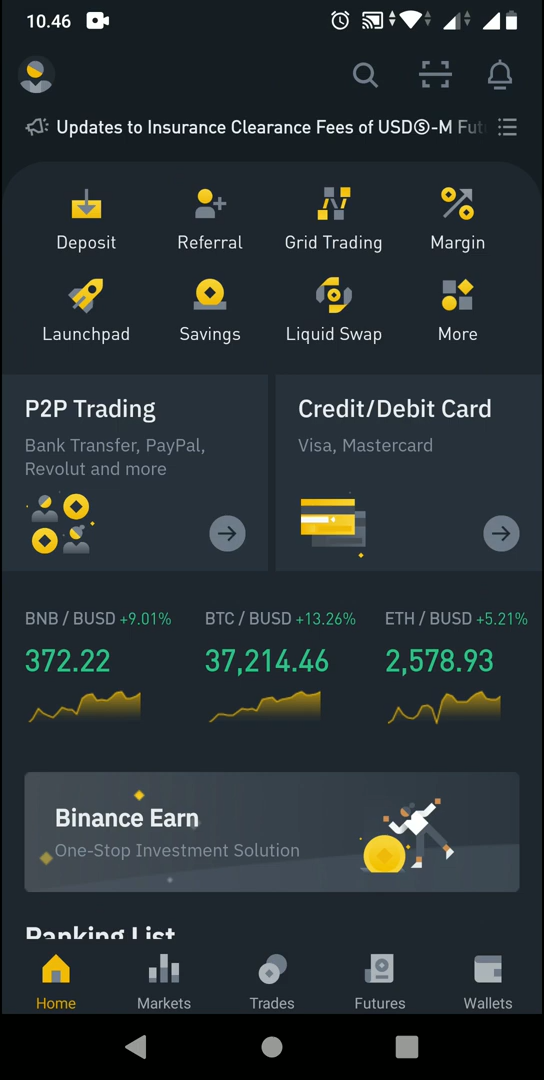 10.46
Updates to Insurance Clearance Fees of USDⓈ-M Fut
Deposit
Referral
Grid Trading
Margin
Launchpad
Savings
Liquid Swap
More
P2P Trading
Bank Transfer, PayPal,
Revolut and more
Credit/Debit Card
Visa, Mastercard
BNB / BUSD +9.01%
372.22
BTC / BUSD +13.26%
37,214.46
ETH / BUSD +5.21%
2,578.93
Binance Earn
One-Stop Investment Solution
Ranking List
Home
Markets
Trades
Futures
Wallets